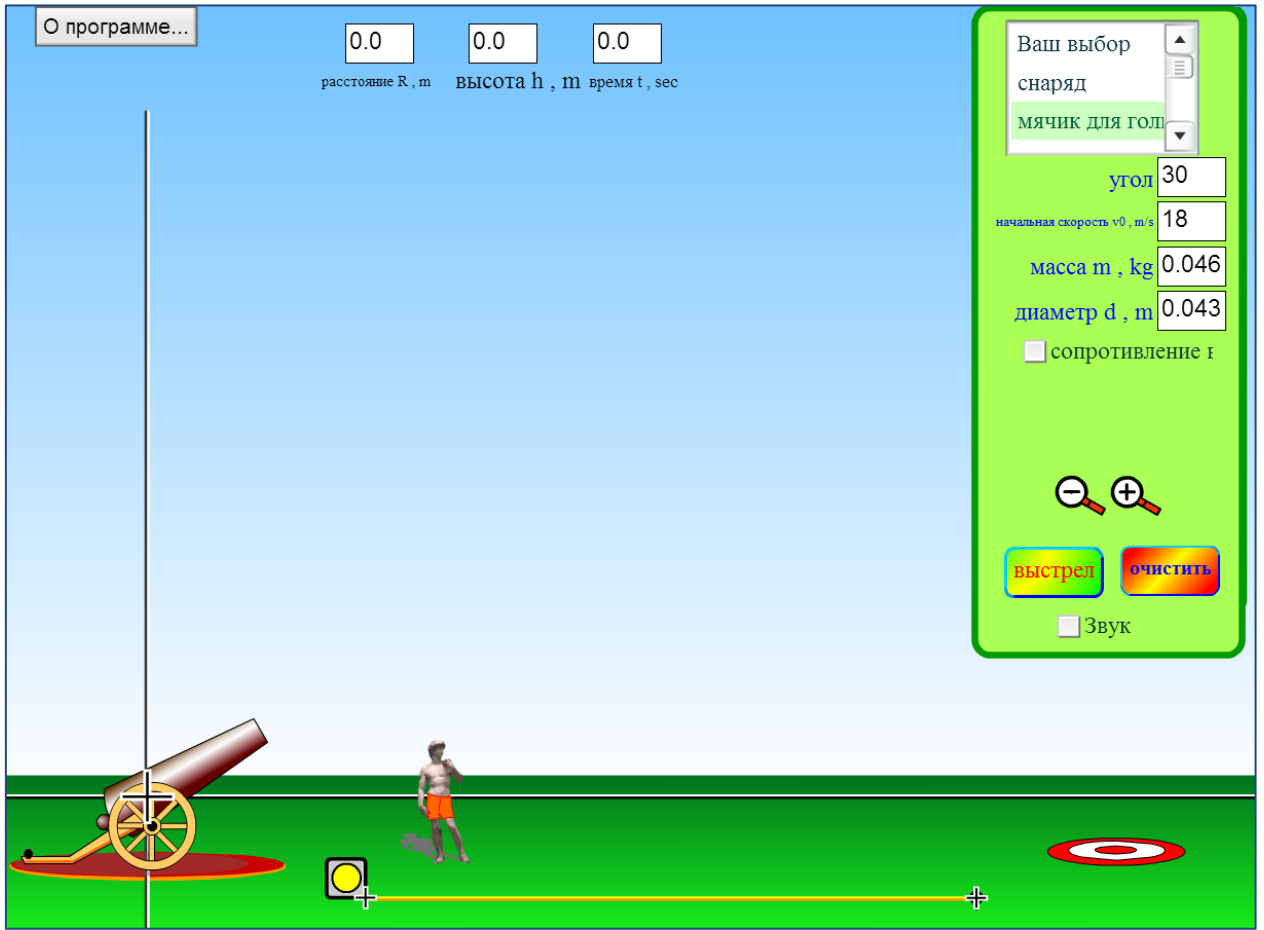 О программе...
0.0 0.0 0.0
расстояние R , m высота h , m время t , sec
Ваш выбор
снаряд
мячик для гол
угол 30
начальная скорость v0 , m/s 18
масса m , kg 0.046
диаметр d , m 0.043
сопротивление в
выстрел очистить
Звук